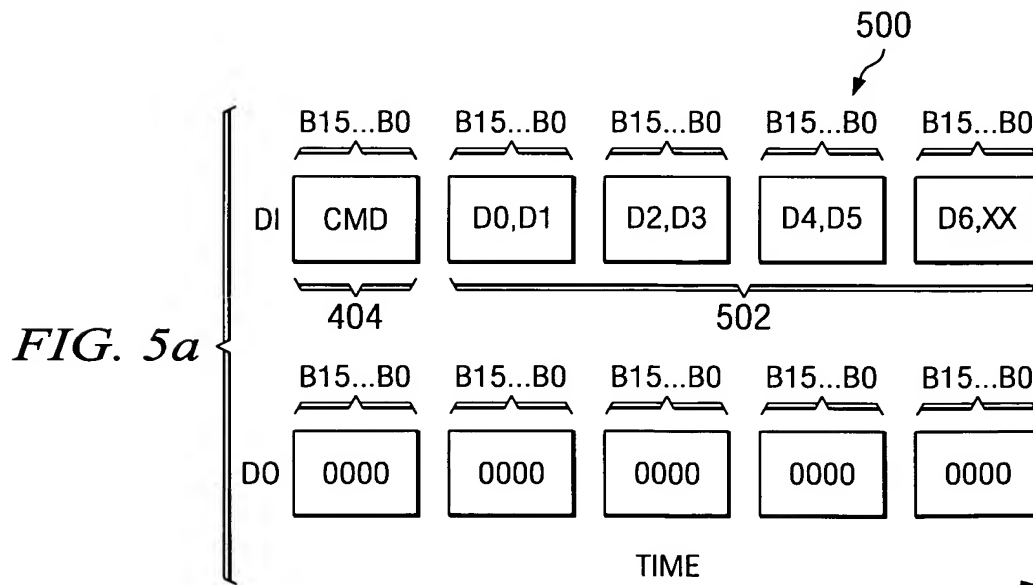 500
B15...B0 B15...B0 B15...B0 B15...B0 B15...B0
DI CMD D0,D1 D2,D3 D4,D5 D6,XX
404 502
FIG. 5a
B15...B0 B15...B0 B15...B0 B15...B0 B15...B0
DO 0000 0000 0000 0000 0000
TIME